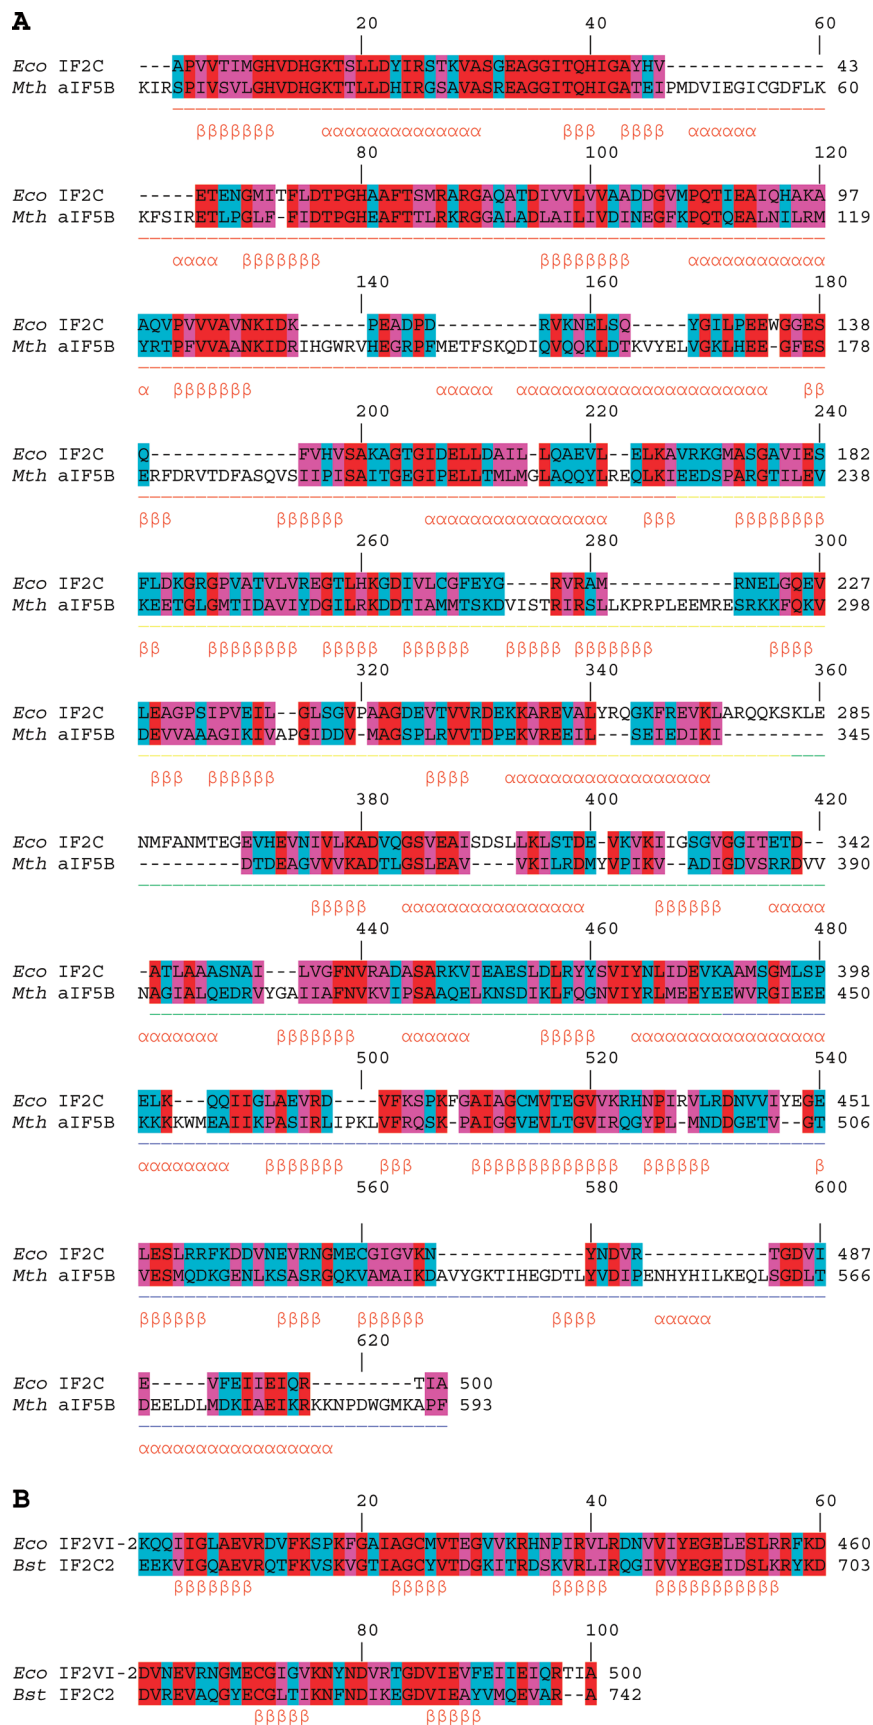 A
20 40 60
Eco IF2C ---APVVTIMGHVDHGKTSLLDYIRSTKVASGEAGGITQHIGAYHV-------------- 43
Mth aIF5B KIRSPIVSVLGHVDHGKTTLLDHIRGSAVASREAGGITQHIGATEIPMDVIEGICGDFLK 60
βββββββ αααααααααααααα βββ ββββ αααααα
80 100 120
Eco IF2C -----ETENGMITFLDTPGHAAFTSMRARGAQATDIVVLVVAADDGVMPQTIEAIQHAKA 97
Mth aIF5B KFSIRETLPGLF-FIDTPGHEAFTTLRKRGGALADLAILIVDINEGFKPQTQEALNILRM 119
αααα βββββββ ββββββββ αααααααααααα
140 160 180
Eco IF2C AQVPVVVAVNKIDK------PEADPD---------RVKNELSQ-----YGILPEEWGGES 138
Mth aIF5B YRTPFVVAANKIDRIHGWRVHEGRPFMETFSKQDIQVQQKLDTKVYELVGKLHEE-GFES 178
α βββββββ ααααα αααααααααααααααααααααα ββ
200 220 240
Eco IF2C Q-------------FVHVSAKAGTGIDELLDAIL-LQAEVL--ELKAVRKGMASGAVIES 182
Mth aIF5B ERFDRVTDFASQVSIIPISAITGEGIPELLTMLMGLAQQYLREQLKIEEDSPARGTILEV 238
βββ ββββββ αααααααααααααααα βββ ββββββββ
260 280 300
Eco IF2C FLDKGRGPVATVLVREGTLHKGDIVLCGFEYG----RVRAM-----------RNELGQEV 227
Mth aIF5B KEETGLGMTIDAVIYDGILRKDDTIAMMTSKDVISTRIRSLLKPRPLEEMRESRKKFQKV 298
ββ ββββββββ βββββ ββββββ βββββ βββββββ ββββ
320 340 360
Eco IF2C LEAGPSIPVEIL--GLSGVPAAGDEVTVVRDEKKAREVALYRQGKFREVKLARQQKSKLE 285
Mth aIF5B DEVVAAAGIKIVAPGIDDV-MAGSPLRVVTDPEKVREEIL---SEIEDIKI--------- 345
βββ ββββββ ββββ αααααααααααααααααα
380 400 420
Eco IF2C NMFANMTEGEVHEVNIVLKADVQGSVEAISDSLLKLSTDE-VKVKIIGSGVGGITETD-- 342
Mth aIF5B ---------DTDEAGVVVKADTLGSLEAV----VKILRDMYVPIKV--ADIGDVSRRDVV 390
βββββ αααααααααααααααα ββββββ ααααα
440 460 480
Eco IF2C -ATLAAASNAI---LVGFNVRADASARKVIEAESLDLRYYSVIYNLIDEVKAAMSGMLSP 398
Mth aIF5B NAGIALQEDRVYGAIIAFNVKVIPSAAQELKNSDIKLFQGNVIYRLMEEYEEWVRGIEEE 450
ααααααα βββββββ αααααα βββββ ααααααααααααααααα
500 520 540
Eco IF2C ELK---QQIIGLAEVRD----VFKSPKFGAIAGCMVTEGVVKRHNPIRVLRDNVVIYEGE 451
Mth aIF5B KKKKKWMEAIIKPASIRLIPKLVFRQSK-PAIGGVEVLTGVIRQGYPL-MNDDGETV--GT 506
αααααααα βββββββ βββ βββββββββββββ ββββββ β
560 580 600
Eco IF2C LESLRRFKDDVNEVRNGMECGIGVKN-------------YNDVR-----------TGDVI 487
Mth aIF5B VESMQDKGENLKSASRGQKVAMAIKDAVYGKTIHEGDTLYVDIPENHYHILKEQLSGDLT 566
ββββββ ββββ ββββββ ββββ ααααα
620
Eco IF2C E-----VFEIIEIQR---------TIA 500
Mth aIF5B DEELDLMDKIAEIKRKKNPDWGMKAPF 593
ααααααααααααααααα
B
20 40 60
Eco IF2VI-2 KQQIIGLAEVRDVFKSPKFGAIAGCMVTEGVVKRHNPIRVLRDNVVIYEGELESLRRFKD 460
Bst IF2C2 EEKVIGQAEVRQTFKVSKVGTIAGCYVTDGKITRDSKVRLIRQGIVVYEGEIDSLKRYKD 703
βββββββ βββββ βββββ βββββββββββ
80 100
Eco IF2VI-2 DVNEVRNGMECGIGVKNYNDVRTGDVIEVFEIIEIQRTIA 500
Bst IF2C2 DVREVAQGYECGLTIKNFNDIKEGDVIEAYVMQEVAR--A 742
βββββ βββββ